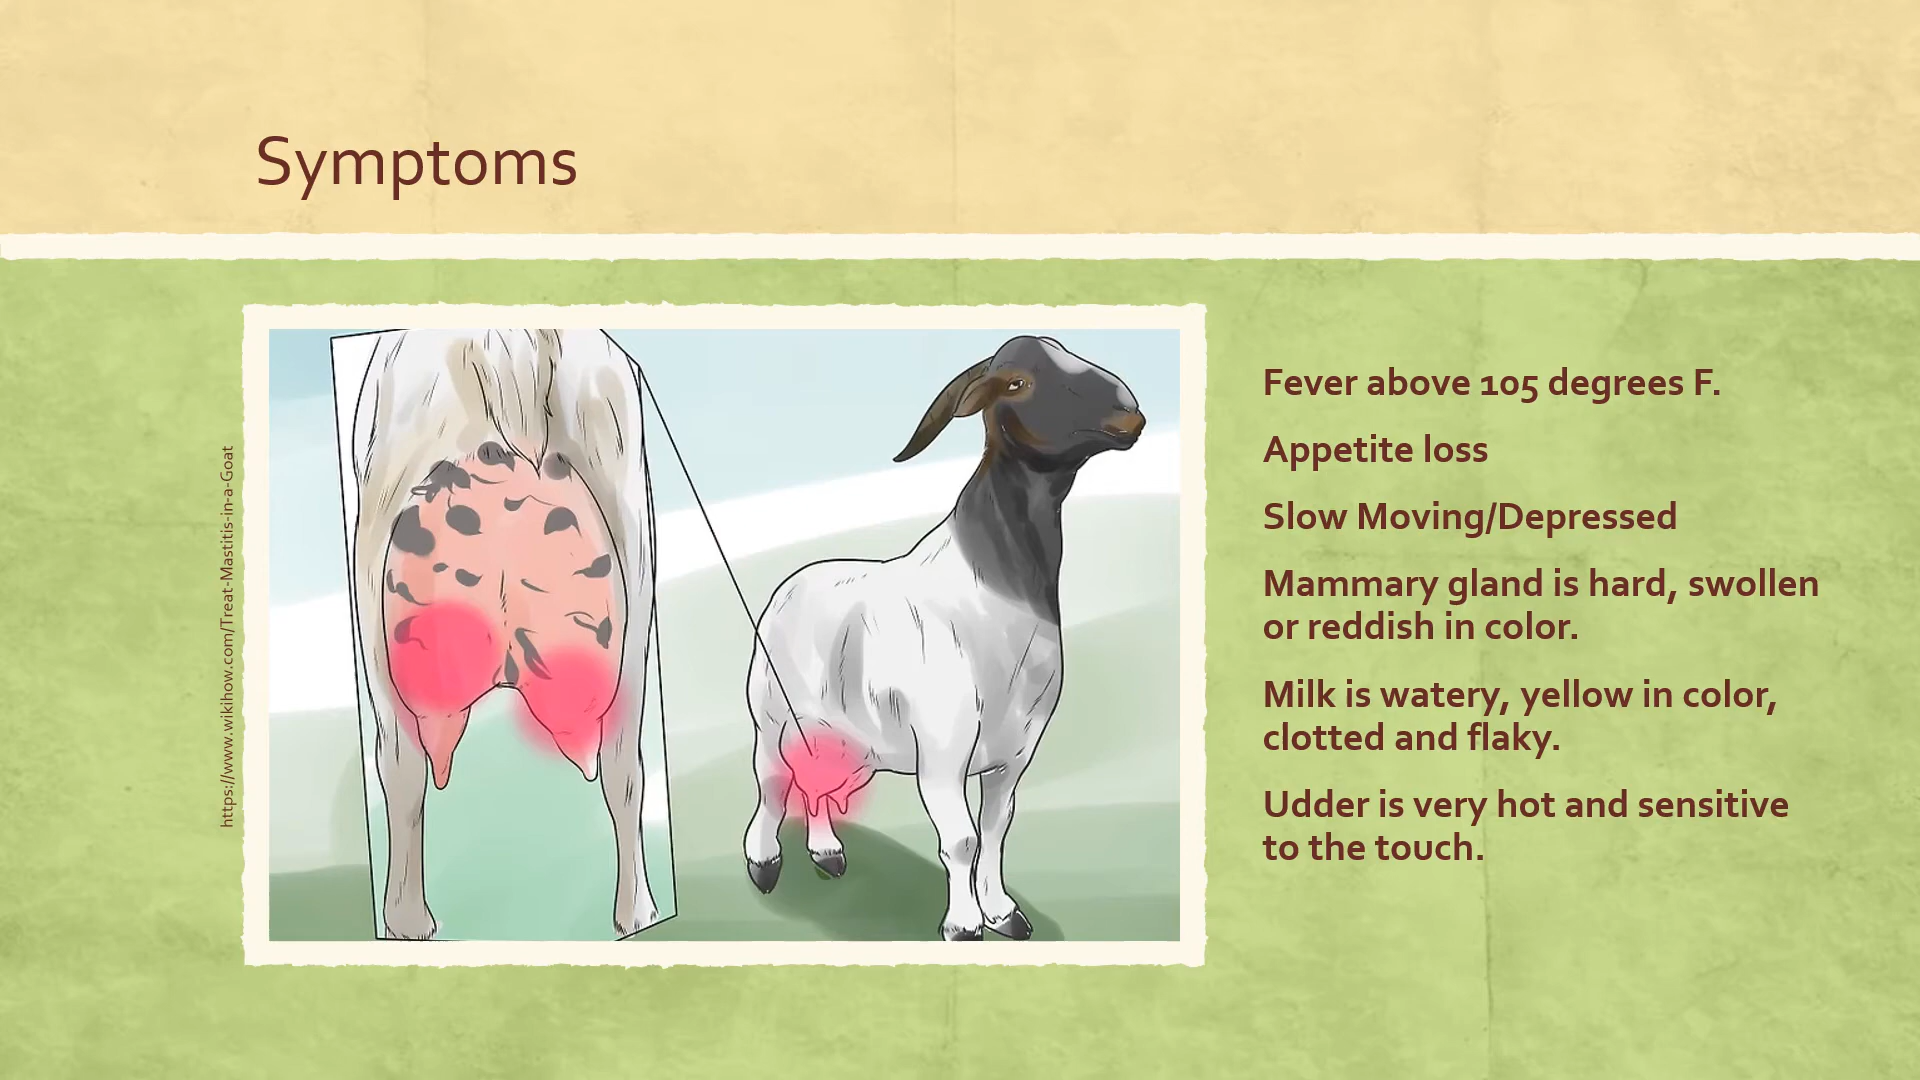 Symptoms
https://www.wikihow.com/Treat-Mastitis-in-a-Goat
Fever above 105 degrees F.
Appetite loss
Slow Moving/Depressed
Mammary gland is hard, swollen
or reddish in color.
Milk is watery, yellow in color,
clotted and flaky.
Udder is very hot and sensitive
to the touch.